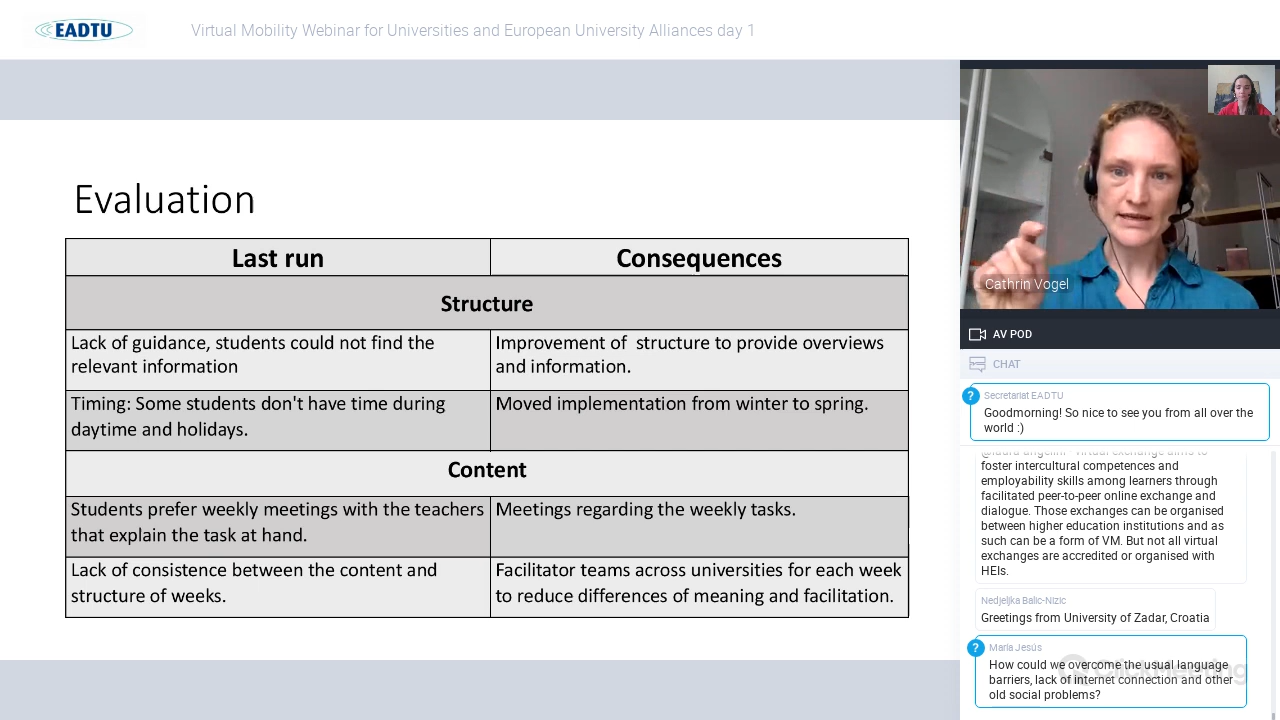 EADTU
Virtual Mobility Webinar for Universities and European University Alliances day 1
Evaluation
Last run
Consequences
Structure
Lack of guidance, students could not find the
relevant information
Improvement of structure to provide overviews
and information.
Timing: Some students don't have time during
daytime and holidays.
Moved implementation from winter to spring.
Content
Students prefer weekly meetings with the teachers
that explain the task at hand.
Meetings regarding the weekly tasks.
Lack of consistence between the content and
structure of weeks.
Facilitator teams across universities for each week
to reduce differences of meaning and facilitation.
Cathrin Vogel
AV POD
CHAT
?
Secretariat EADTU
Goodmorning! So nice to see you from all over the
world :)
foster intercultural competences and
employability skills among learners through
facilitated peer-to-peer online exchange and
dialogue. Those exchanges can be organised
between higher education institutions and as
such can be a form of VM. But not all virtual
exchanges are accredited or organised with
HEIs.
Nedjeljka Balic-Nizic
Greetings from University of Zadar, Croatia
?
María Jesús
How could we overcome the usual language
barriers, lack of internet connection and other
old social problems?
ClickMeeting